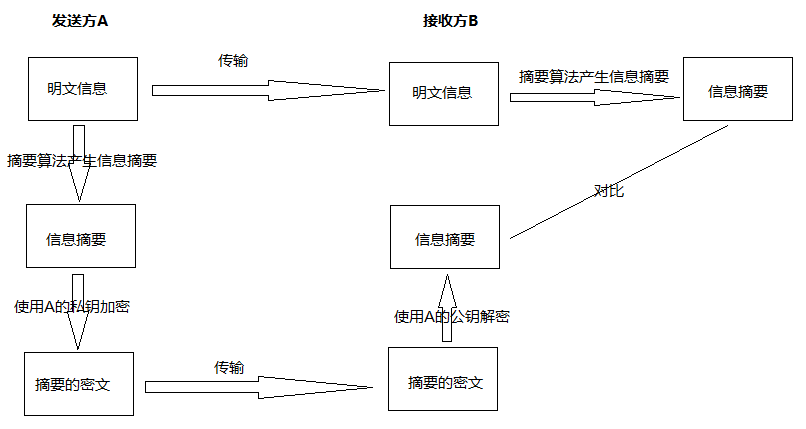 发送方A
接收方B
传输
明文信息
明文信息
摘要算法产生信息摘要
信息摘要
摘要算法产生信息摘要
对比
信息摘要
信息摘要
使用A的私钥加密
使用A的公钥解密
传输
摘要的密文
摘要的密文